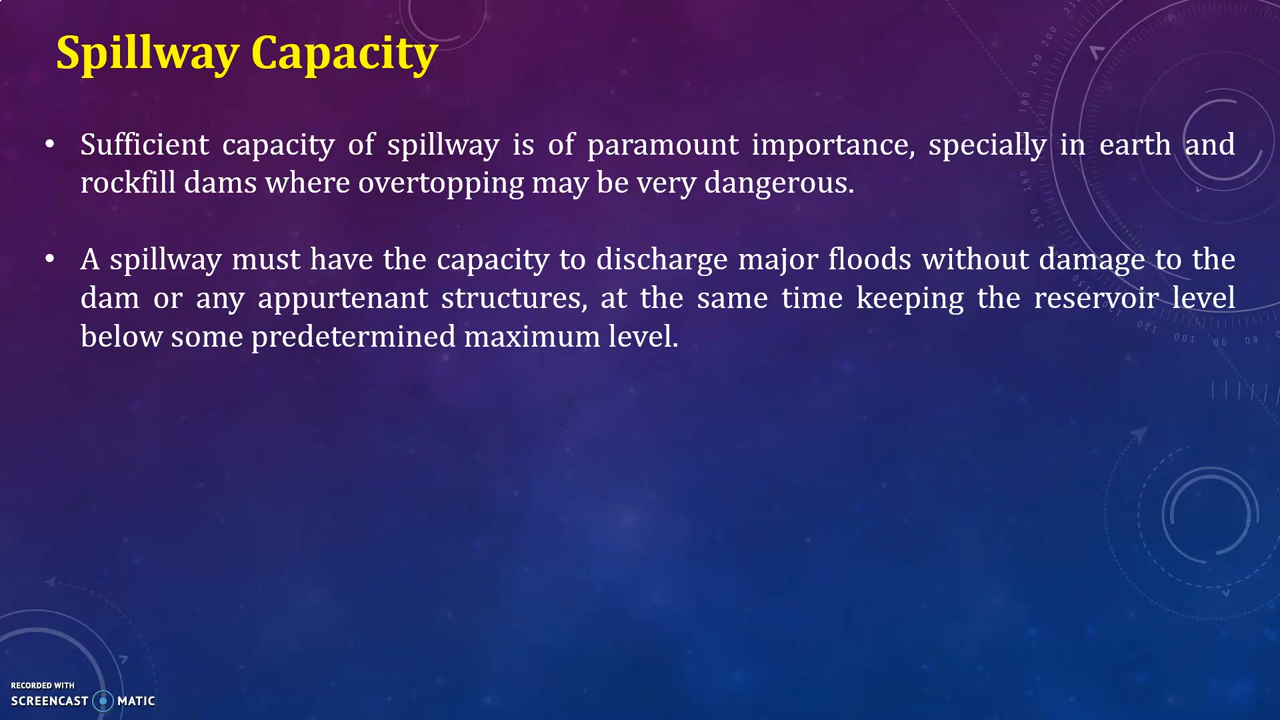 Spillway Capacity
• Sufficient capacity of spillway is of paramount importance, specially in earth and
rockfill dams where overtopping may be very dangerous.
• A spillway must have the capacity to discharge major floods without damage to the
dam or any appurtenant structures, at the same time keeping the reservoir level
below some predetermined maximum level.
RECORDED WITH
SCREENCAST MATIC